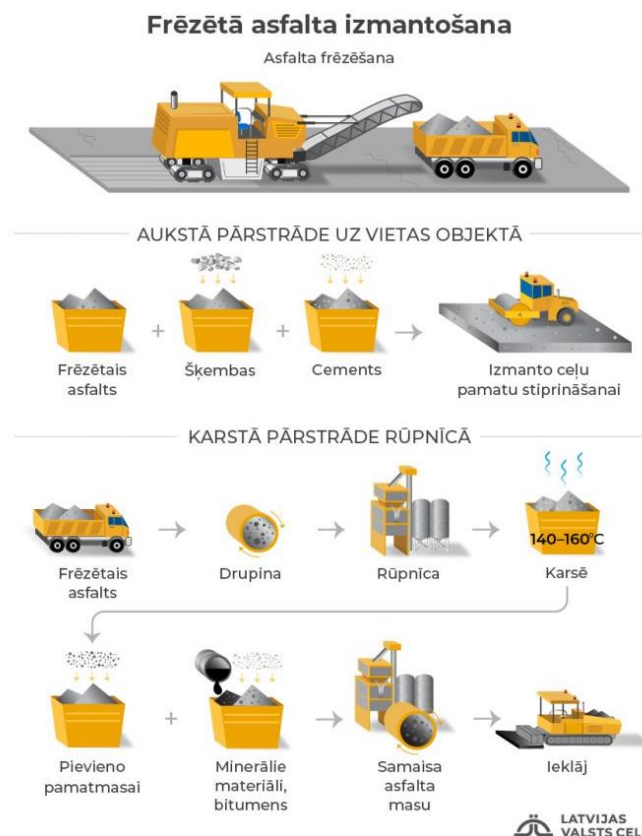 Frēzētā asfalta izmantošana
Asfalta frēzēšana
AUKSTĀ PĀRSTRĀDE UZ VIETAS OBJEKTĀ
Frēzētais
asfalts
+
Šķembas
+
Cements
Izmanto ceļu
pamatu stiprināšanai
KARSTĀ PĀRSTRĀDE RŪPNĪCĀ
Frēzētais
asfalts
Drupina
Rūpnīca
140–160°C
Karsē
Pievieno
pamatmasai
+
Minerālie
materiāli,
bitumens
Samaisa
asfalta
masu
Ieklāj
LATVIJAS
VALSTS CEĻ